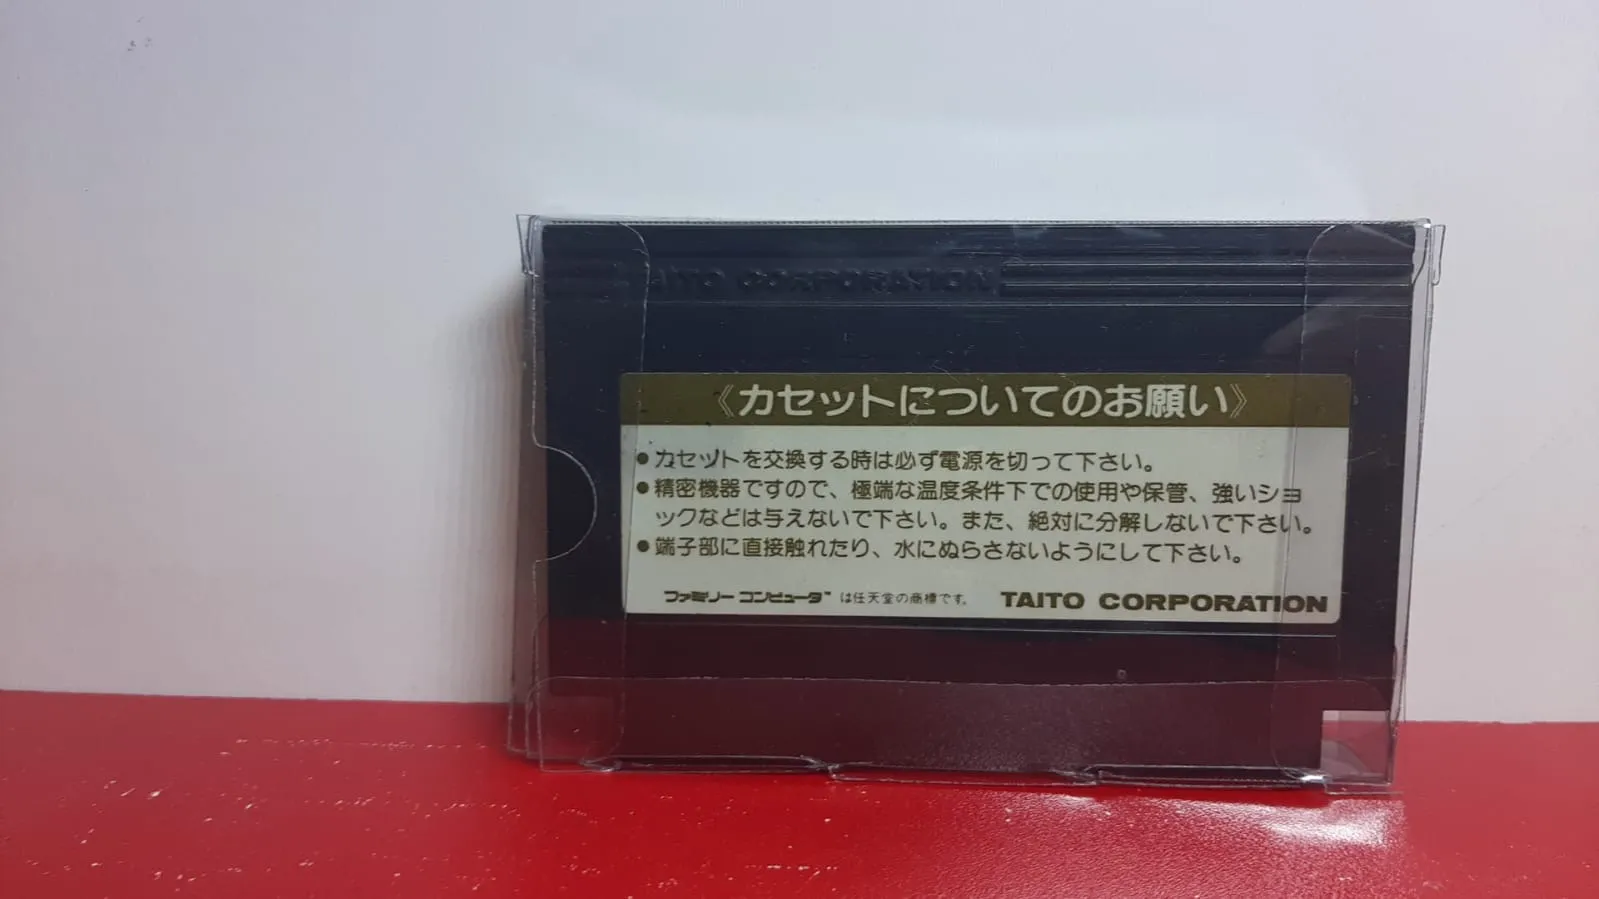 TAITO CORPORATION
《カセットについてのお願い》
●カセットを交換する時は必ず電源を切って下さい。
●精密機器ですので、極端な温度条件下での使用や保管、強いショ
ックなどは与えないで下さい。また、絶対に分解しないで下さい。
●端子部に直接触れたり、水にぬらさないようにして下さい。
ファミリーコンピュータ™は任天堂の商標です。 TAITO CORPORATION